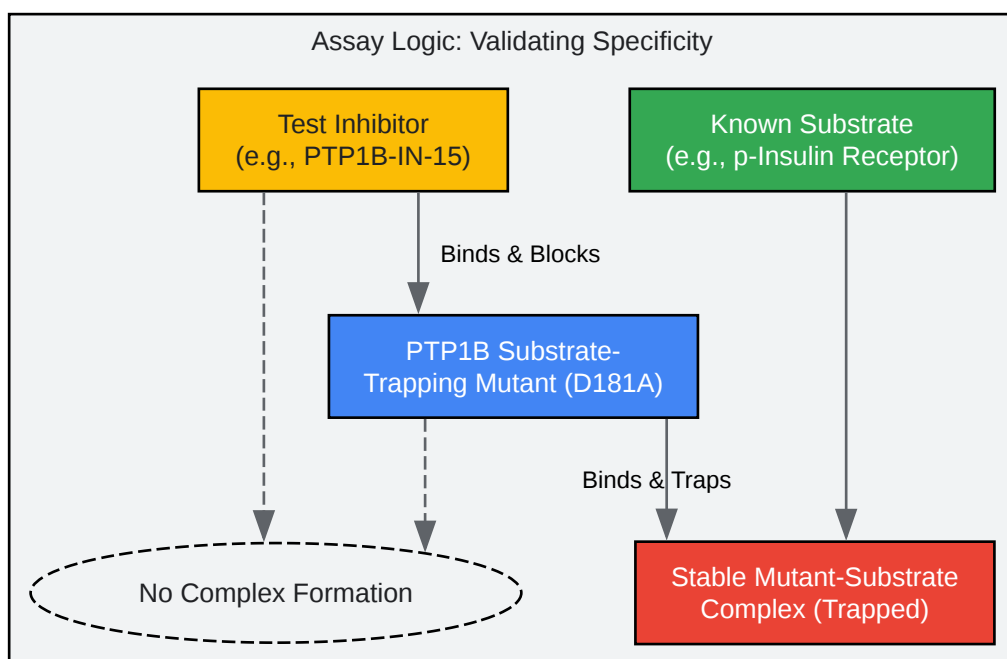 Assay Logic: Validating Specificity
Test Inhibitor
(e.g., PTP1B-IN-15)
Known Substrate
(e.g., p-Insulin Receptor)
Binds & Blocks
PTP1B Substrate-
Trapping Mutant (D181A)
Binds & Traps
No Complex Formation
Stable Mutant-Substrate
Complex (Trapped)